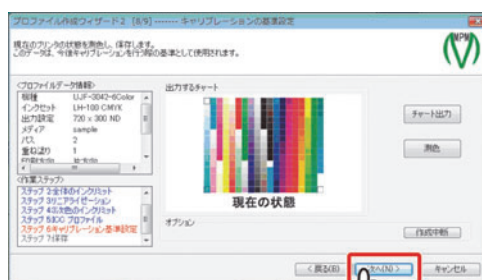 プロファイル作成ウィザード2 [8/9] ------- キャリブレーションの基準設定
現在のプリンタの状態を測色し、保存します。
このデータは、今後キャリブレーションを行う際の基準として使用されます。
MPM
<プロファイルデータ情報>
機種 UJF-3042-6Color
インクセット LH-100 CMYK
出力設定 720 x 300 ND
メディア sample
パス 2
重ね塗り 1
印刷方向
<作業ステップ>
ステップ 2:全体のインクリミット
ステップ 3:リニアライゼーション
ステップ 4:二次色のインクリミット
ステップ 5:ICC プロファイル
ステップ 6:キャリブレーション基準設定
ステップ 7:保存
出力するチャート
現在の状態
オプション
チャート出力
測色
作成中断
< 戻る(B)
次へ(N) >
キャンセル